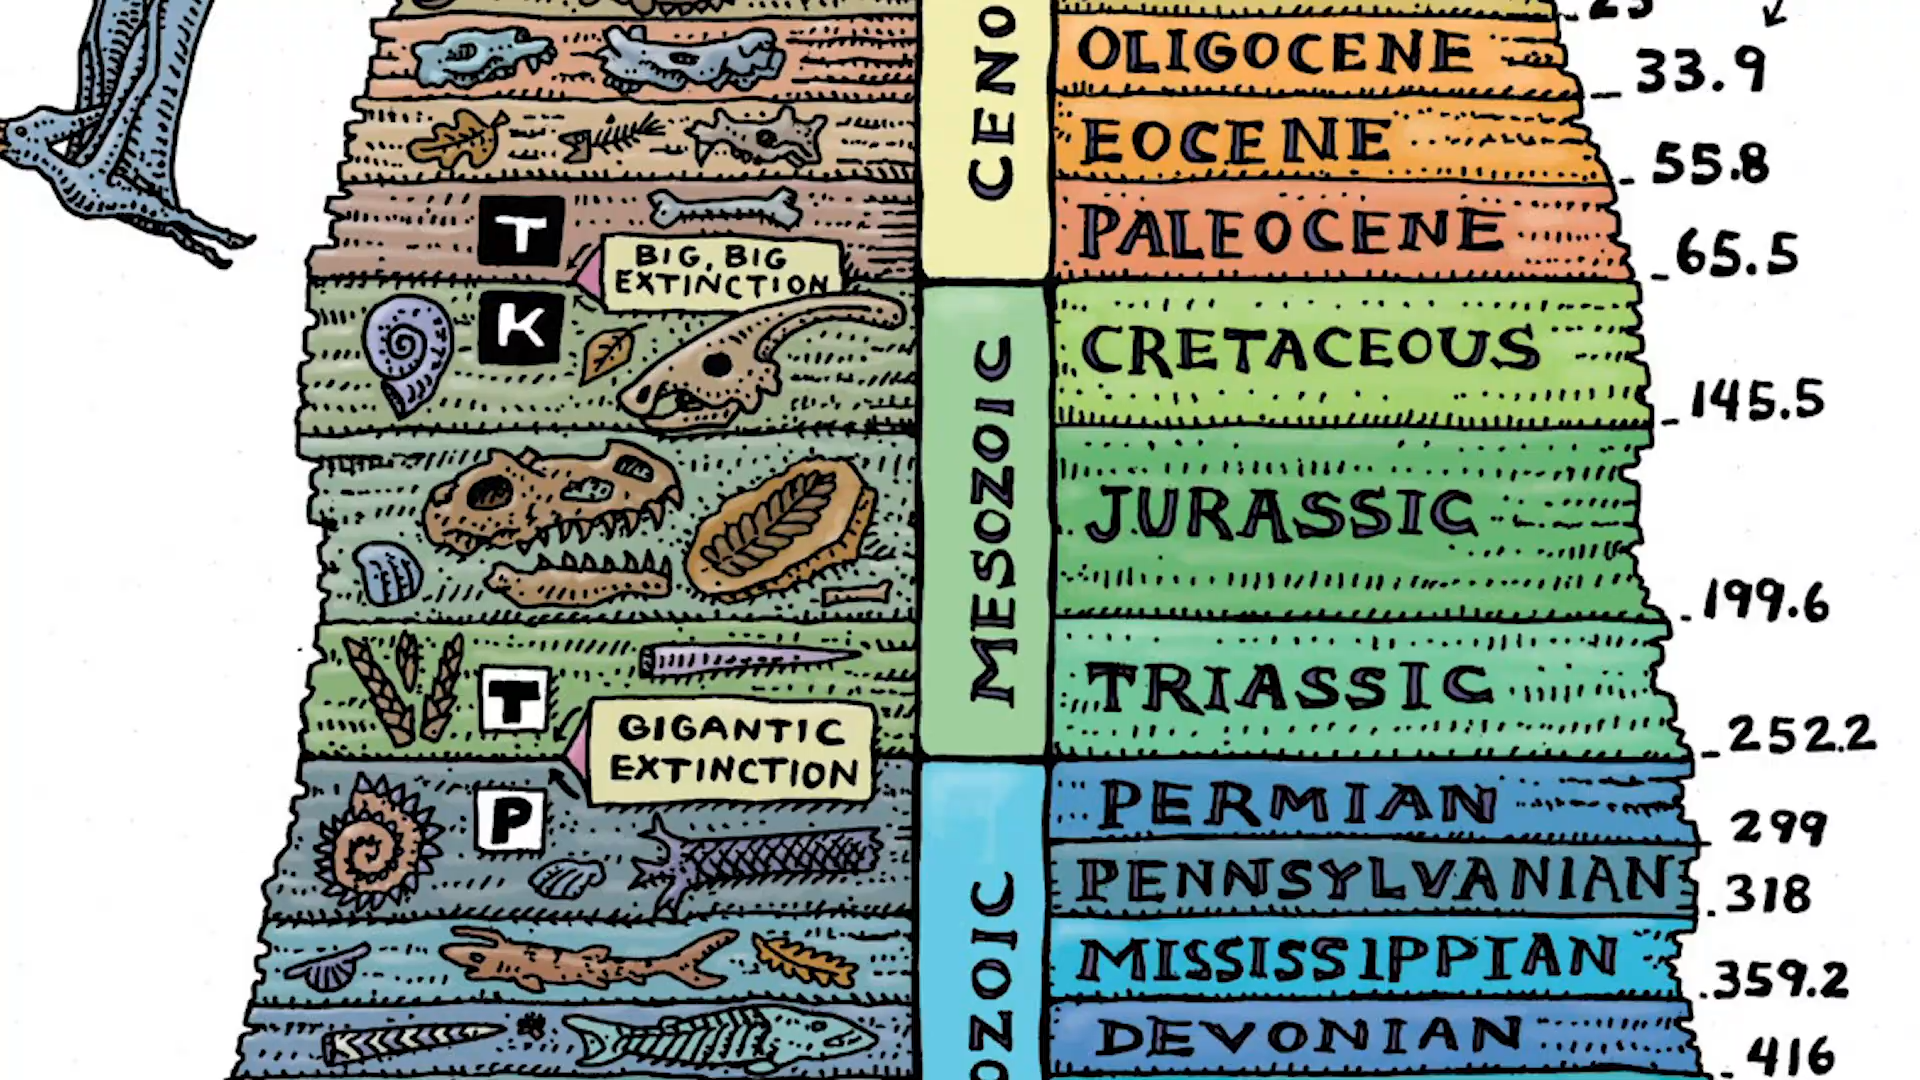 23
OLIGOCENE
33.9
EOCENE
55.8
T
PALEOCENE
BIG, BIG
EXTINCTION
65.5
K
CRETACEOUS
145.5
MESOZOIC
JURASSIC
199.6
T
TRIASSIC
GIGANTIC
EXTINCTION
252.2
P
PERMIAN
299
PENNSYLVANIAN
318
MISSISSIPPIAN
359.2
DEVONIAN
416
CENO
OZOIC